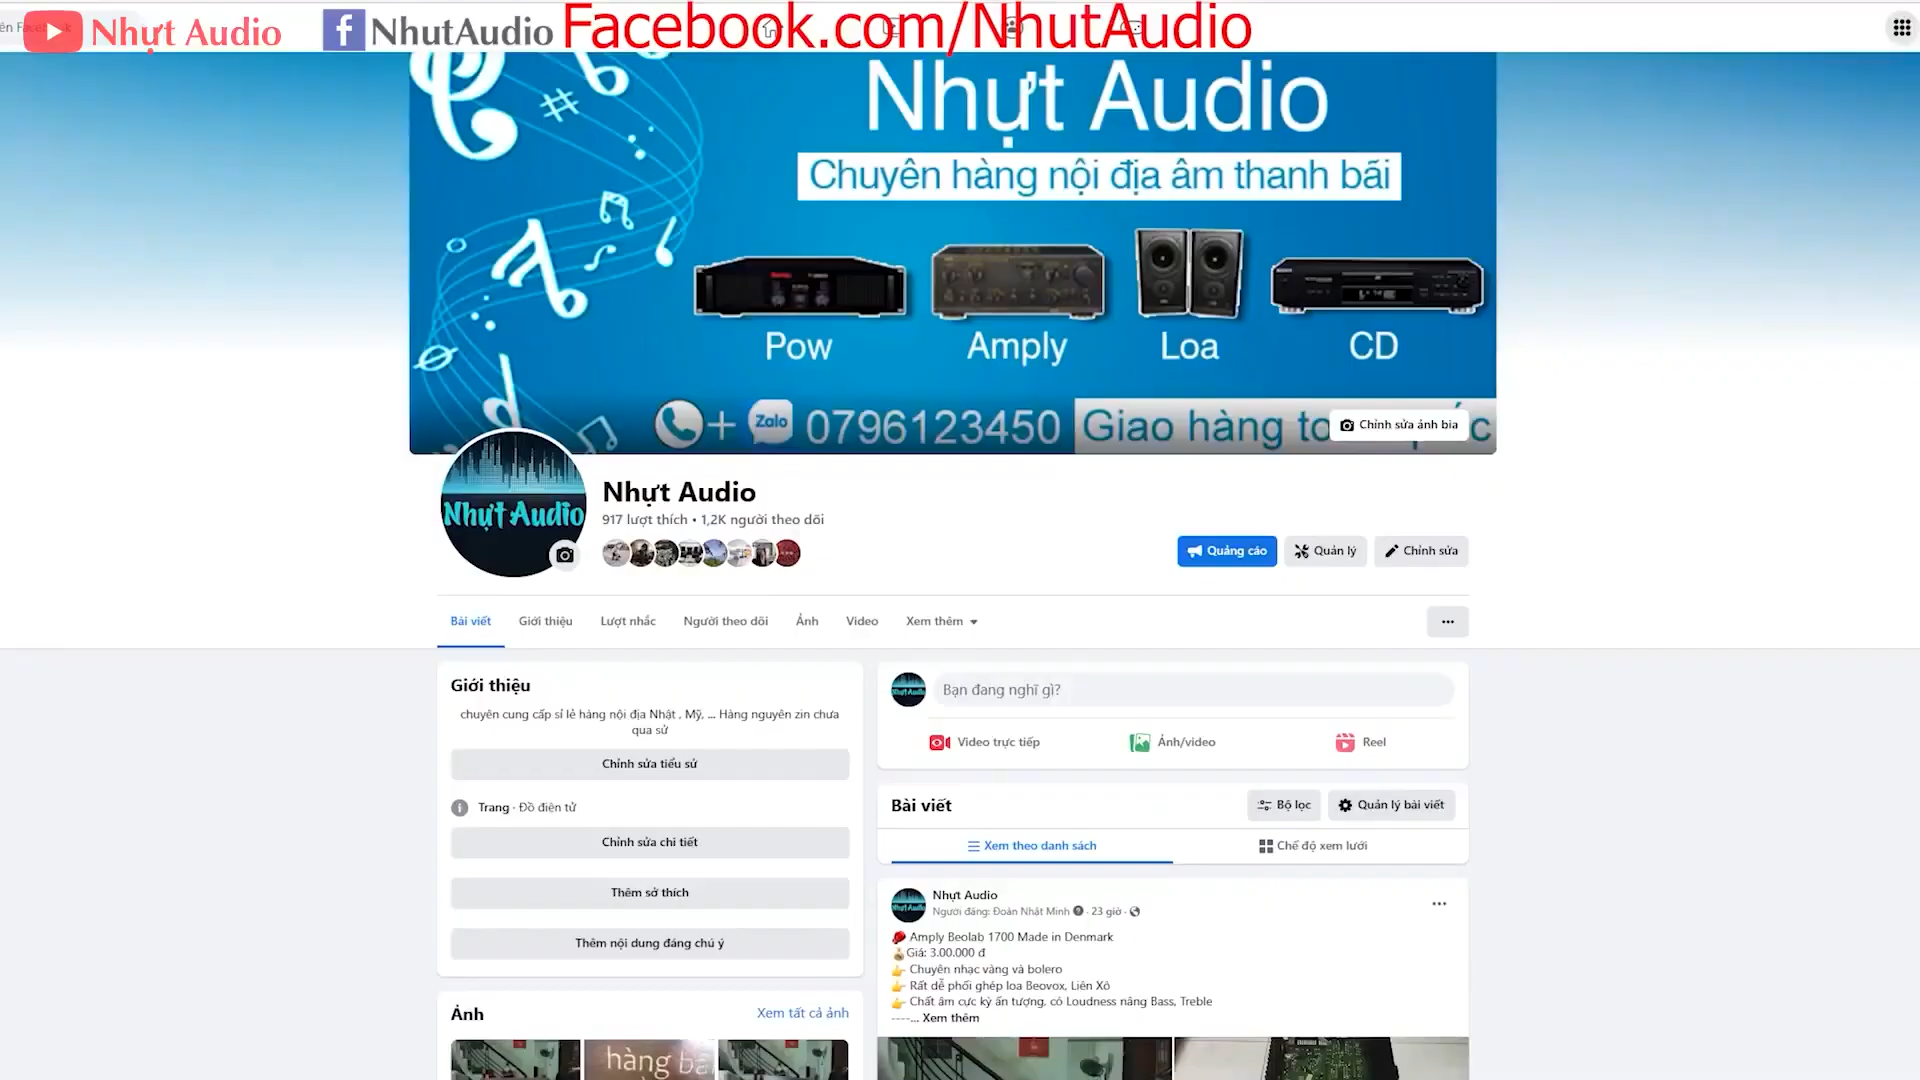 Nhựt Audio
NhutAudio
Facebook.com/NhutAudio
Nhựt Audio
Chuyên hàng nội địa âm thanh bãi
Pow
Amply
Loa
CD
+ Zalo 0796123450
Giao hàng to
Chỉnh sửa ảnh bìa
Nhựt Audio
Nhựt Audio
917 lượt thích • 1,2K người theo dõi
Quảng cáo
Quản lý
Chỉnh sửa
Bài viết
Giới thiệu
Lượt nhắc
Người theo dõi
Ảnh
Video
Xem thêm
Giới thiệu
chuyên cung cấp sỉ lẻ hàng nội địa Nhật , Mỹ, ... Hàng nguyên zin chưa
qua sử
Chỉnh sửa tiểu sử
Trang · Đồ điện tử
Chỉnh sửa chi tiết
Thêm sở thích
Thêm nội dung đáng chú ý
Ảnh
Xem tất cả ảnh
hàng bã
Bạn đang nghĩ gì?
Video trực tiếp
Ảnh/video
Reel
Bài viết
Bộ lọc
Quản lý bài viết
Xem theo danh sách
Chế độ xem lưới
Nhựt Audio
Người đăng: Đoàn Nhật Minh · 23 giờ ·
Amply Beolab 1700 Made in Denmark
Giá: 3.00.000 đ
Chuyên nhạc vàng và bolero
Rất dễ phối ghép loa Beovox, Liên Xô
Chất âm cực kỳ ấn tượng, có Loudness nâng Bass, Treble
----... Xem thêm